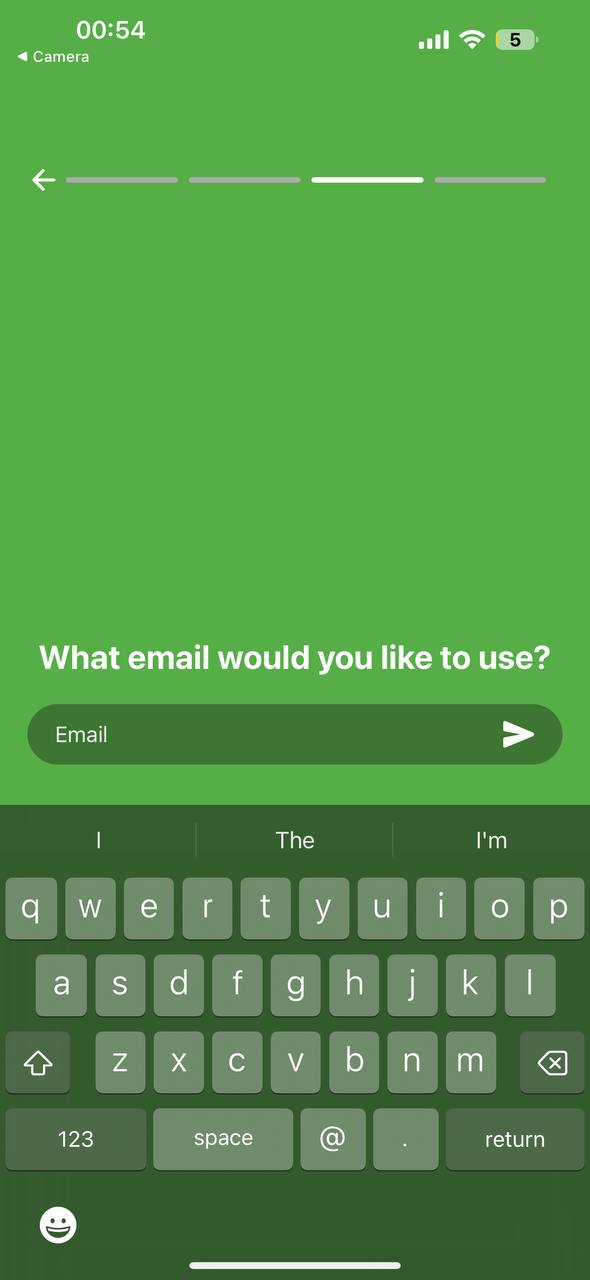 00:54
5
◀ Camera
What email would you like to use?
Email
I The I'm
q w e r t y u i o p
a s d f g h j k l
z x c v b n m
123 space @ . return